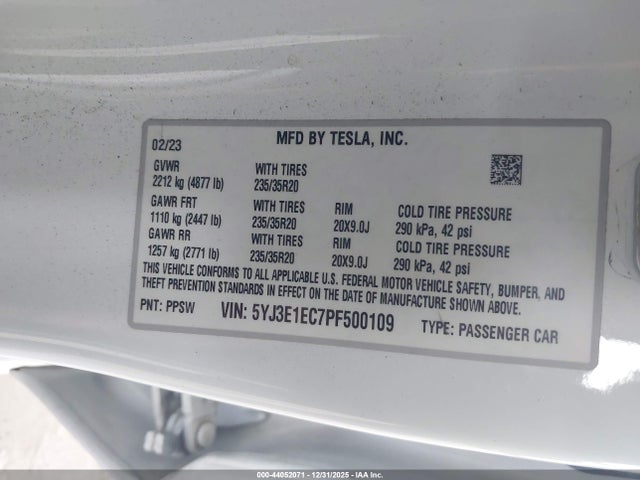 02/23 MFD BY TESLA, INC.
GVWR WITH TIRES
2212 kg (4877 lb) 235/35R20
GAWR FRT WITH TIRES RIM COLD TIRE PRESSURE
1110 kg (2447 lb) 235/35R20 20X9.0J 290 kPa, 42 psi
GAWR RR WITH TIRES RIM COLD TIRE PRESSURE
1257 kg (2771 lb) 235/35R20 20X9.0J 290 kPa, 42 psi
THIS VEHICLE CONFORMS TO ALL APPLICABLE U.S. FEDERAL MOTOR VEHICLE SAFETY, BUMPER, AND
THEFT PREVENTION STANDARDS IN EFFECT ON THE DATE OF MANUFACTURE SHOWN ABOVE.
PNT: PPSW VIN: 5YJ3E1EC7PF500109 TYPE: PASSENGER CAR
000-44052071 - 12/31/2025 - IAA Inc.